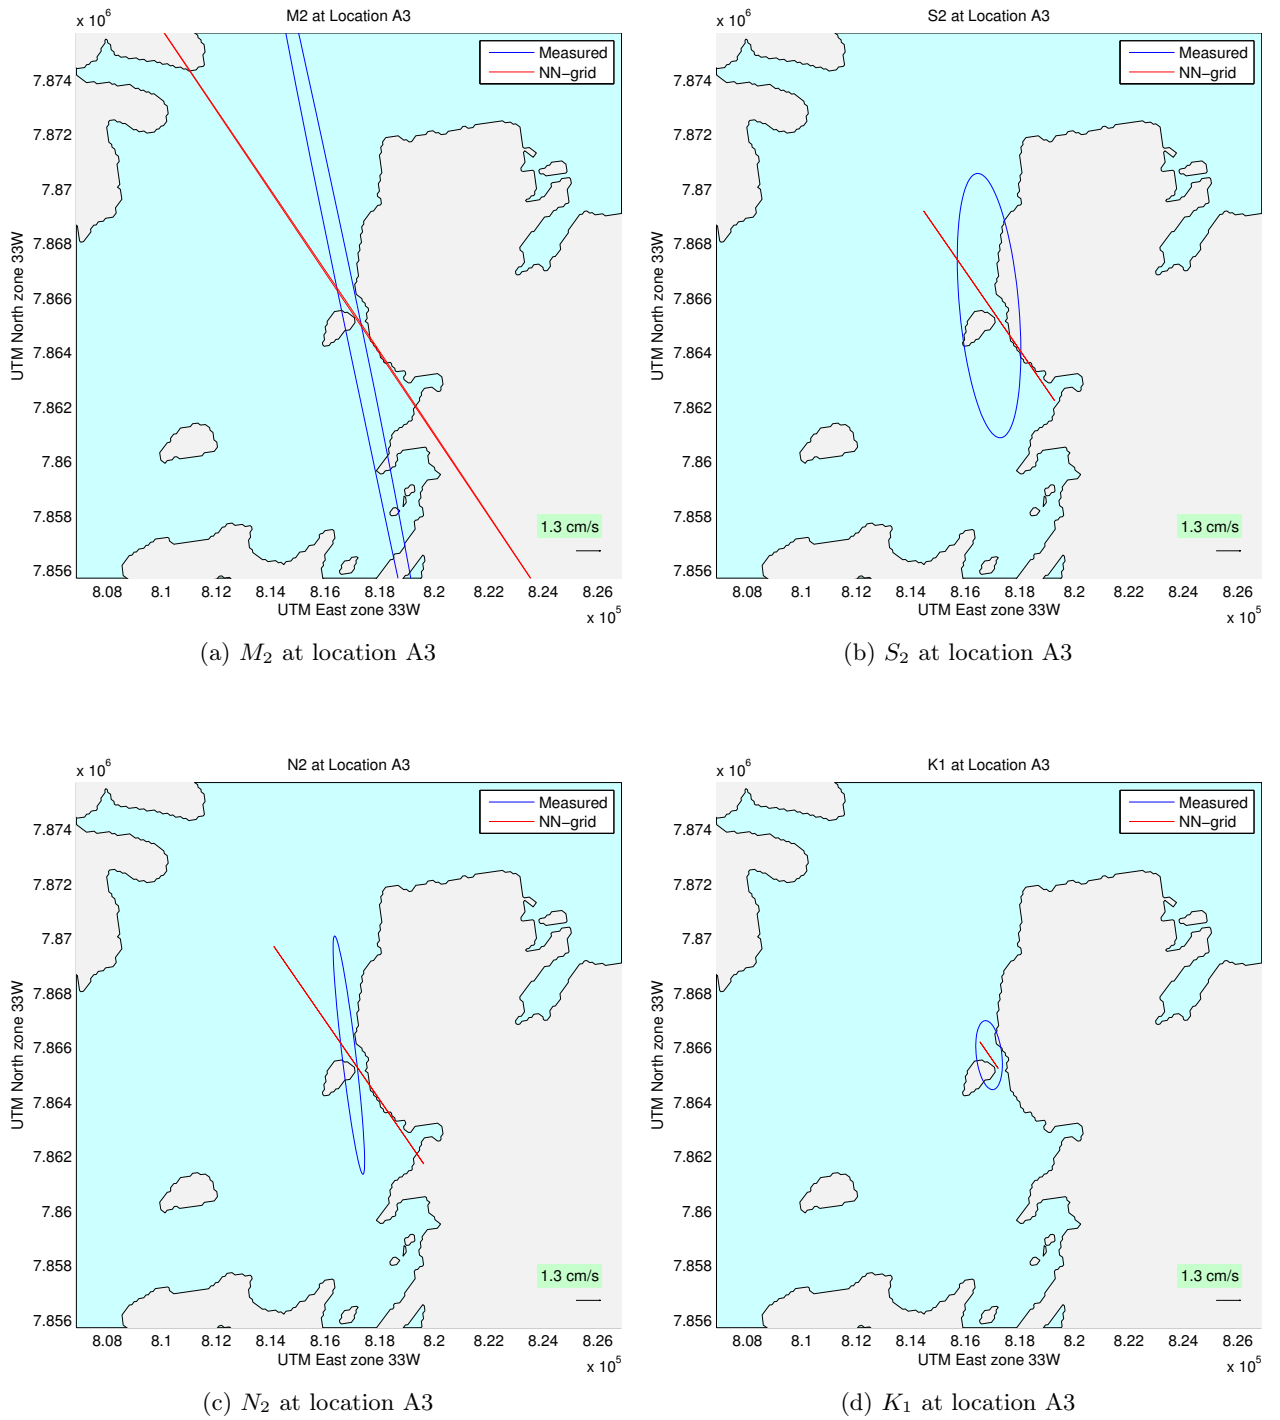 M2 at Location A3
x 10^6
Measured
NN-grid
7.874
7.872
7.87
7.868
7.866
7.864
7.862
7.86
7.858
7.856
UTM North zone 33W
1.3 cm/s
8.08 8.1 8.12 8.14 8.16 8.18 8.2 8.22 8.24 8.26
UTM East zone 33W
x 10^5
(a) M2 at location A3
S2 at Location A3
x 10^6
Measured
NN-grid
7.874
7.872
7.87
7.868
7.866
7.864
7.862
7.86
7.858
7.856
UTM North zone 33W
1.3 cm/s
8.08 8.1 8.12 8.14 8.16 8.18 8.2 8.22 8.24 8.26
UTM East zone 33W
x 10^5
(b) S2 at location A3
N2 at Location A3
x 10^6
Measured
NN-grid
7.874
7.872
7.87
7.868
7.866
7.864
7.862
7.86
7.858
7.856
UTM North zone 33W
1.3 cm/s
8.08 8.1 8.12 8.14 8.16 8.18 8.2 8.22 8.24 8.26
UTM East zone 33W
x 10^5
(c) N2 at location A3
K1 at Location A3
x 10^6
Measured
NN-grid
7.874
7.872
7.87
7.868
7.866
7.864
7.862
7.86
7.858
7.856
UTM North zone 33W
1.3 cm/s
8.08 8.1 8.12 8.14 8.16 8.18 8.2 8.22 8.24 8.26
UTM East zone 33W
x 10^5
(d) K1 at location A3